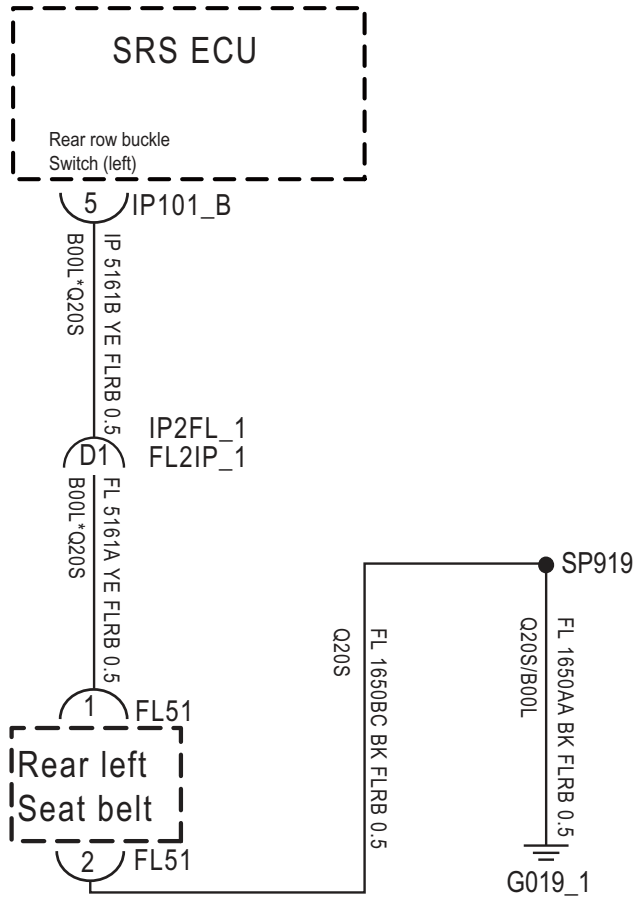 SRS ECU
Rear row buckle
Switch (left)
5
IP101_B
IP 5161B YE FLRB 0.5
B00L*Q20S
D1
IP2FL_1
FL2IP_1
FL 5161A YE FLRB 0.5
B00L*Q20S
1
FL51
Rear left
Seat belt
2
FL51
FL 1650BC BK FLRB 0.5
Q20S
SP919
FL 1650AA BK FLRB 0.5
Q20S/B00L
G019_1